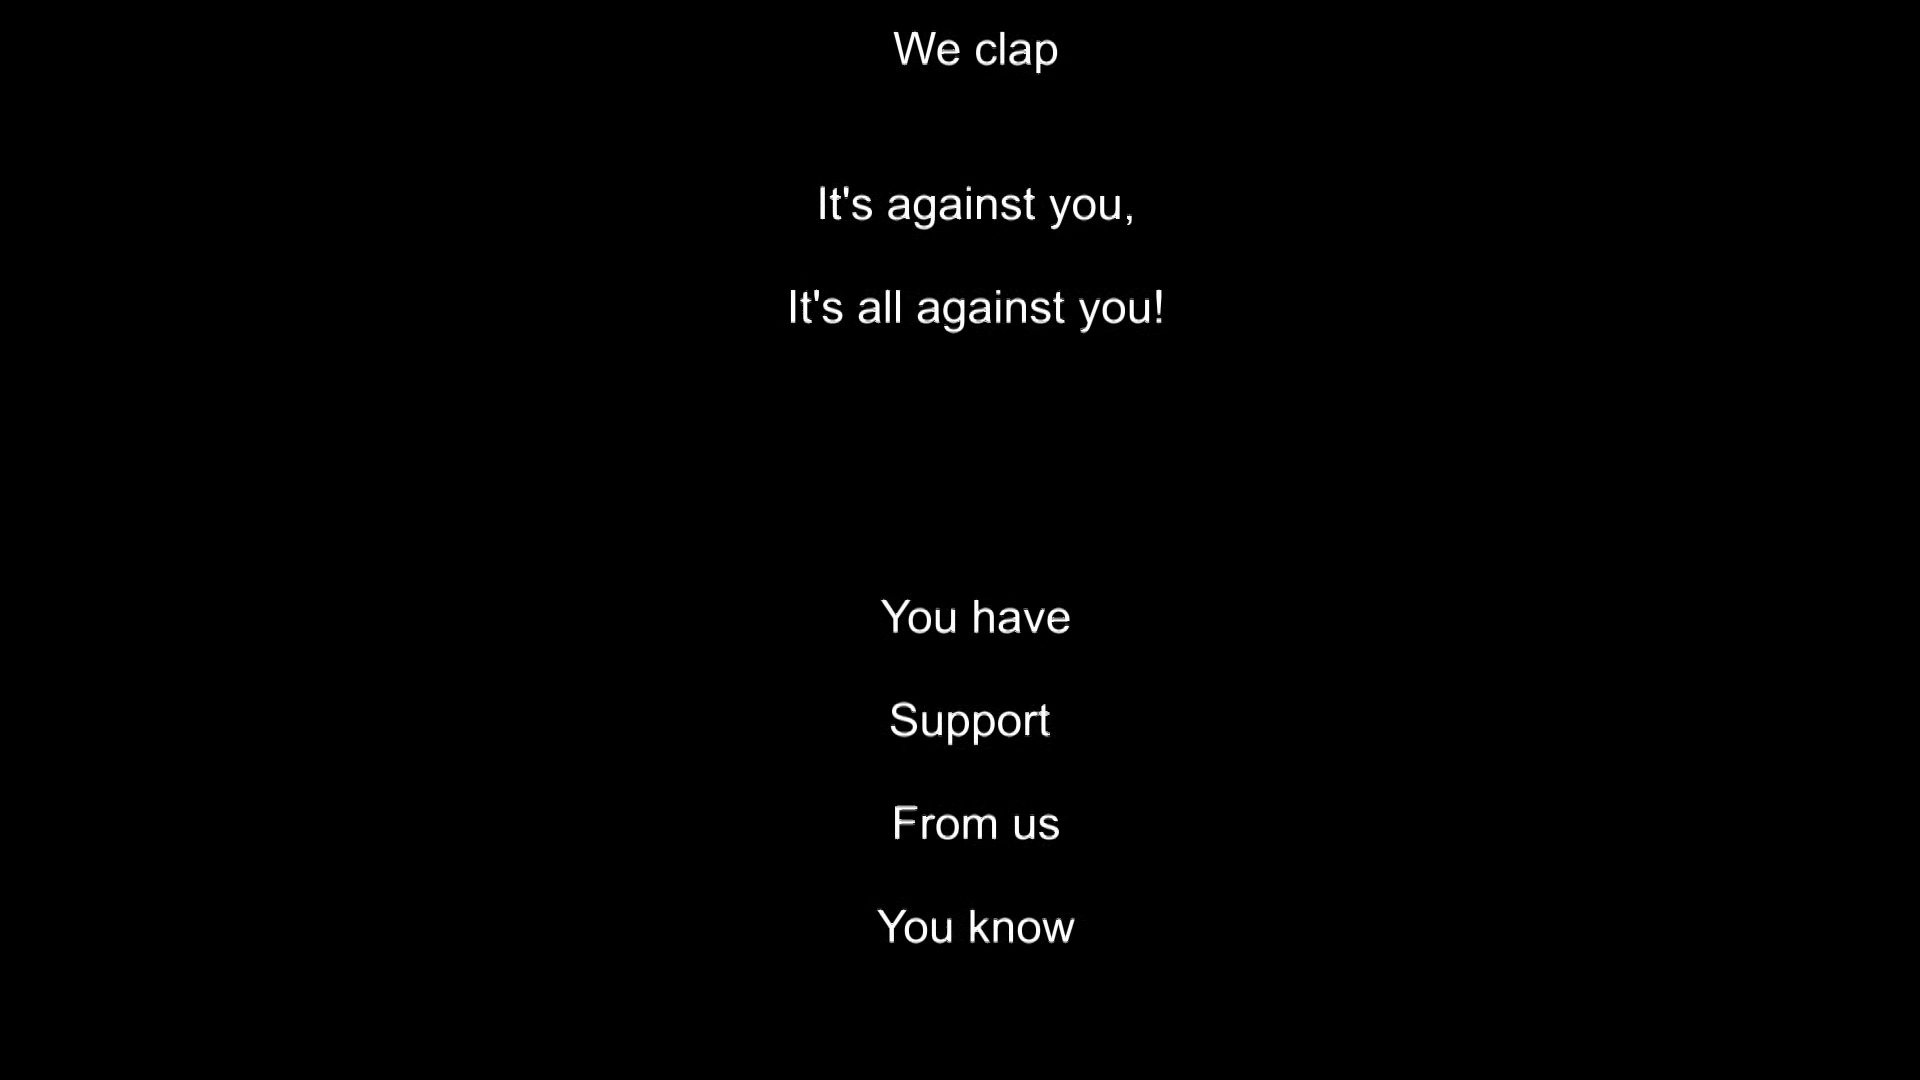 We clap
It's against you,
It's all against you!
You have
Support
From us
You know